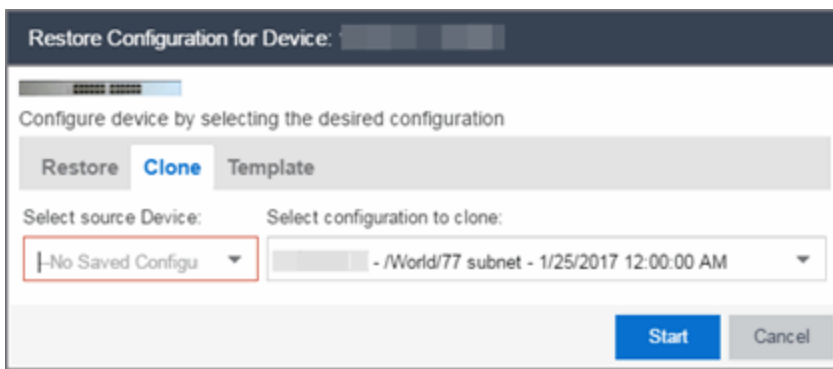 Restore Configuration for Device:
Configure device by selecting the desired configuration
Restore Clone Template
Select source Device: Select configuration to clone:
--No Saved Configu - /World/77 subnet - 1/25/2017 12:00:00 AM
Start Cancel